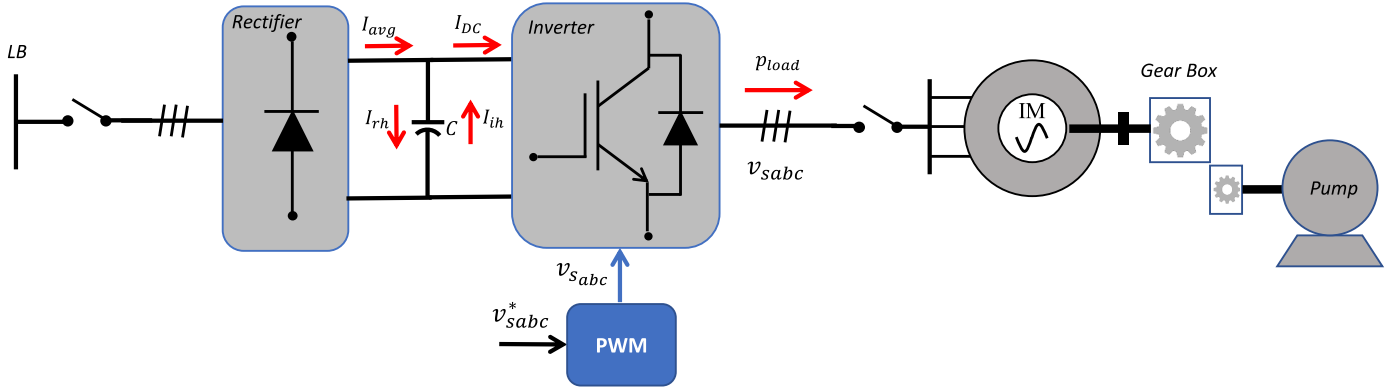 LB
Rectifier
I_avg
I_DC
I_rh
C
I_ih
Inverter
p_load
v_sabc
IM
Gear Box
Pump
v_s_abc
v*_sabc
PWM